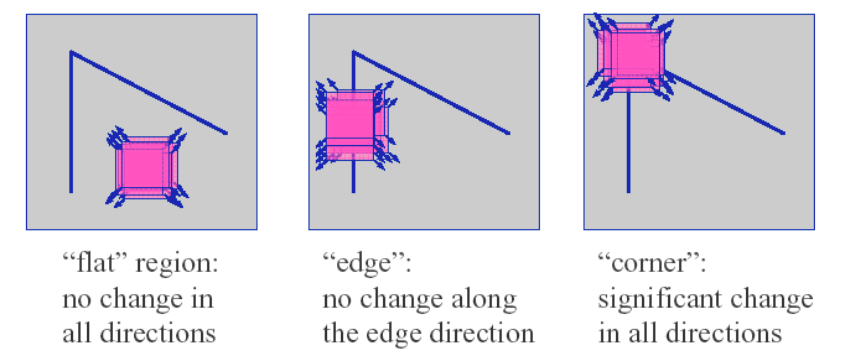 “flat” region:
no change in
all directions
“edge”:
no change along
the edge direction
“corner”:
significant change
in all directions